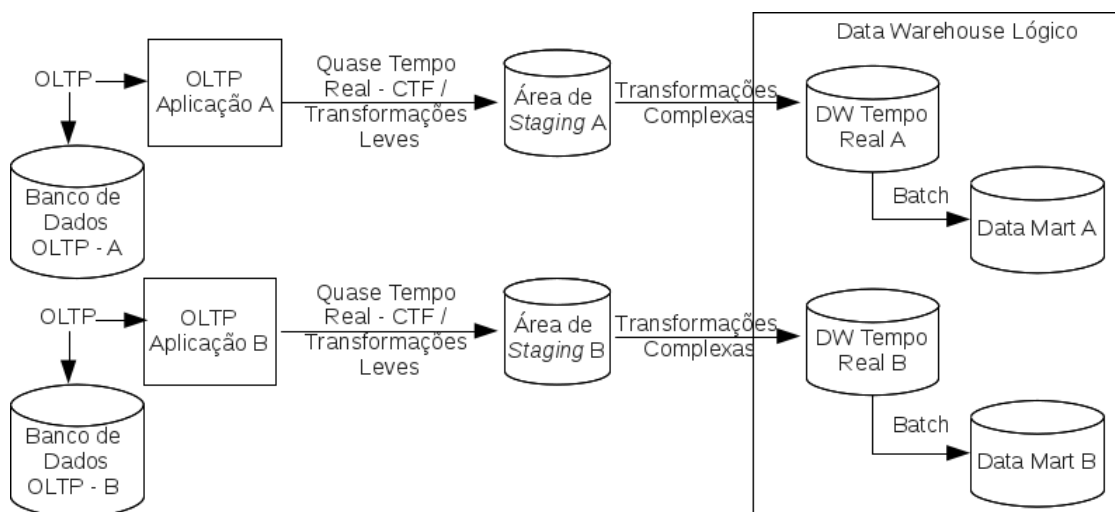 Data Warehouse Lógico
OLTP
OLTP
Aplicação A
Quase Tempo
Real - CTF /
Transformações
Leves
Área de
Staging A
Transformações
Complexas
DW Tempo
Real A
Banco de
Dados
OLTP - A
Batch
Data Mart A
OLTP
OLTP
Aplicação B
Quase Tempo
Real - CTF /
Transformações
Leves
Área de
Staging B
Transformações
Complexas
DW Tempo
Real B
Banco de
Dados
OLTP - B
Batch
Data Mart B